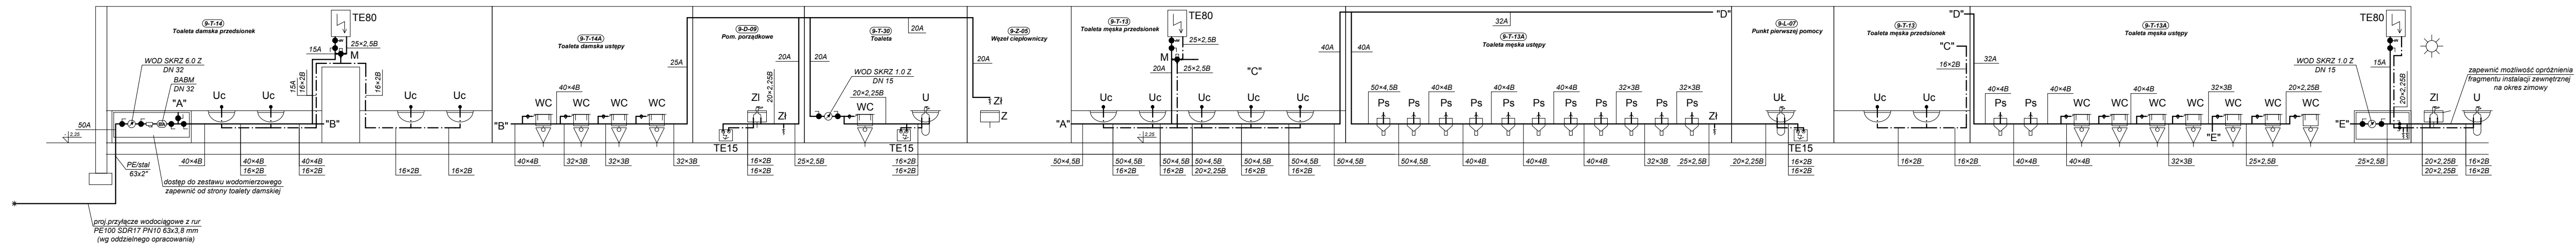 9-T-14
Toaleta damska przedsionek
TE80
15A
25×2,5B
M
WOD SKRZ 6.0 Z
DN 32
BABM
DN 32
"A"
Uc
Uc
15A
16×2B
16×2B
Uc
Uc
"B"
50A
2,25
PE/stal
63x2"
40×4B
40×4B
16×2B
40×4B
16×2B
16×2B
16×2B
dostęp do zestawu wodomierzowego
zapewnić od strony toalety damskiej
proj.przyłącze wodociągowe z rur
PE100 SDR17 PN10 63x3,8 mm
(wg oddzielnego opracowania)
9-T-14A
Toaleta damska ustępy
25A
40×4B
32×3B
WC
WC
WC
WC
"B"
40×4B
32×3B
32×3B
32×3B
9-D-09
Pom. porządkowe
20A
20×2,25B
Zl
Zł
TE15
16×2B
16×2B
25×2,5B
9-T-30
Toaleta
20A
20A
WOD SKRZ 1.0 Z
DN 15
20×2,25B
WC
U
TE15
16×2B
16×2B
9-Z-05
Węzeł ciepłowniczy
20A
Zł
Z
9-T-13
Toaleta męska przedsionek
TE80
25×2,5B
M
20A
25×2,5B
"C"
40A
Uc
Uc
Uc
Uc
Uc
"A"
2,25
50×4,5B
50×4,5B
16×2B
50×4,5B
16×2B
50×4,5B
20×2,25B
50×4,5B
16×2B
50×4,5B
16×2B
50×4,5B
9-T-13A
Toaleta męska ustępy
32A
"D"
40A
50×4,5B
40×4B
40×4B
40×4B
32×3B
32×3B
Ps
Ps
Ps
Ps
Ps
Ps
Ps
Ps
Ps
Ps
Ps
Zł
50×4,5B
40×4B
40×4B
40×4B
32×3B
25×2,5B
9-L-07
Punkt pierwszej pomocy
UŁ
TE15
20×2,25B
16×2B
16×2B
9-T-13
Toaleta męska przedsionek
"D"
"C"
16×2B
Uc
Uc
16×2B
16×2B
9-T-13A
Toaleta męska ustępy
32A
40×4B
40×4B
40×4B
32×3B
20×2,25B
Ps
Ps
WC
WC
WC
WC
WC
WC
"E"
40×4B
40×4B
32×3B
25×2,5B
TE80
WOD SKRZ 1.0 Z
DN 15
15A
20×2,25B
"E"
Zl
U
zapewnić możliwość opróżnienia
fragmentu instalacji zewnętrznej
na okres zimowy
25×2,5B
20×2,25B
20×2,25B
16×2B
16×2B